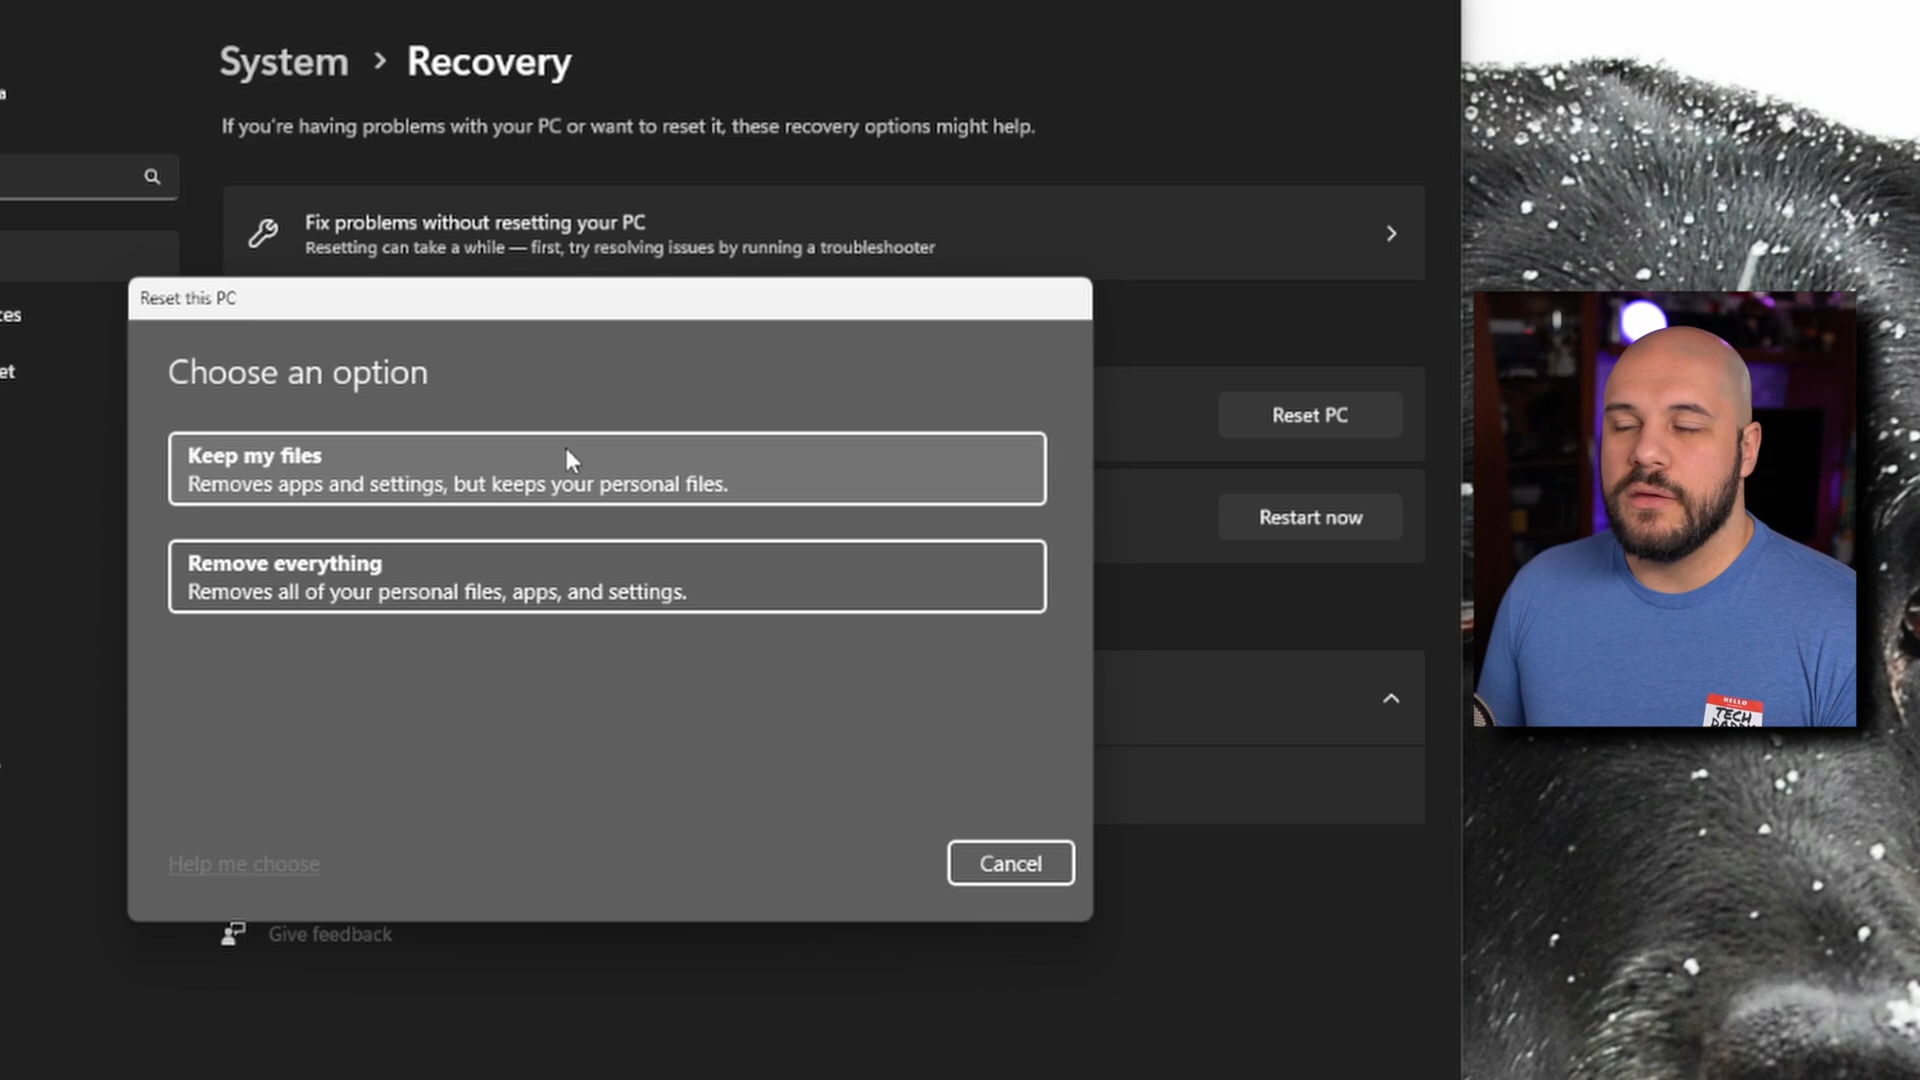 System > Recovery
If you're having problems with your PC or want to reset it, these recovery options might help.
Fix problems without resetting your PC
Resetting can take a while — first, try resolving issues by running a troubleshooter
Reset this PC
ces
et
Choose an option
Reset PC
Keep my files
Removes apps and settings, but keeps your personal files.
Restart now
Remove everything
Removes all of your personal files, apps, and settings.
HELLO
TECH
Help me choose
Cancel
Give feedback